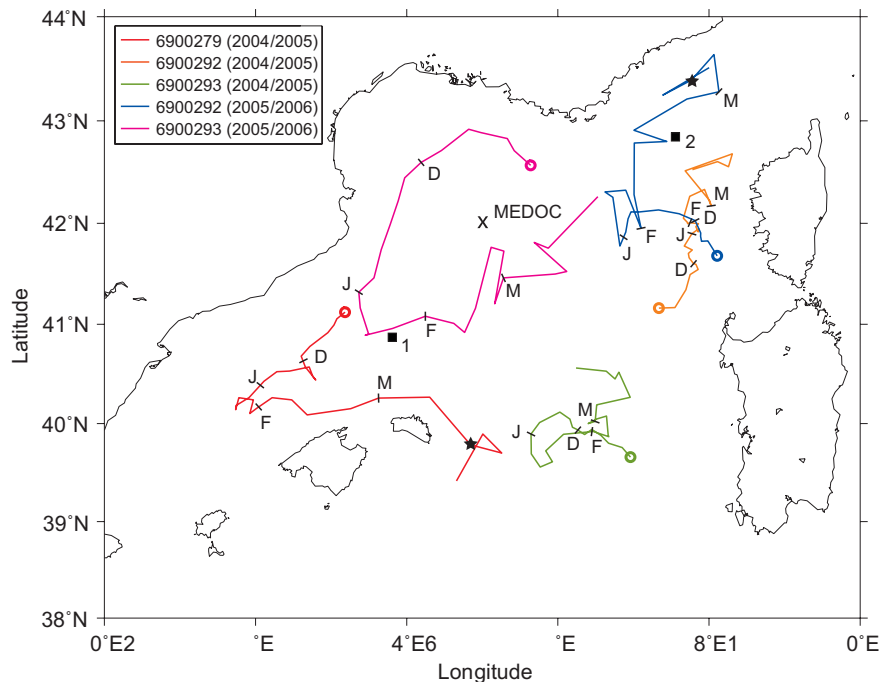 44˚N
43˚N
42˚N
41˚N
40˚N
39˚N
38˚N
Latitude
6900279 (2004/2005)
6900292 (2004/2005)
6900293 (2004/2005)
6900292 (2005/2006)
6900293 (2005/2006)
M
2
D
MEDOC
M
F
D
J
F
J
D
J
M
F
1
D
J
M
F
M
J
D
F
0˚E2
˚E
4˚E6
˚E
8˚E1
0˚E
Longitude